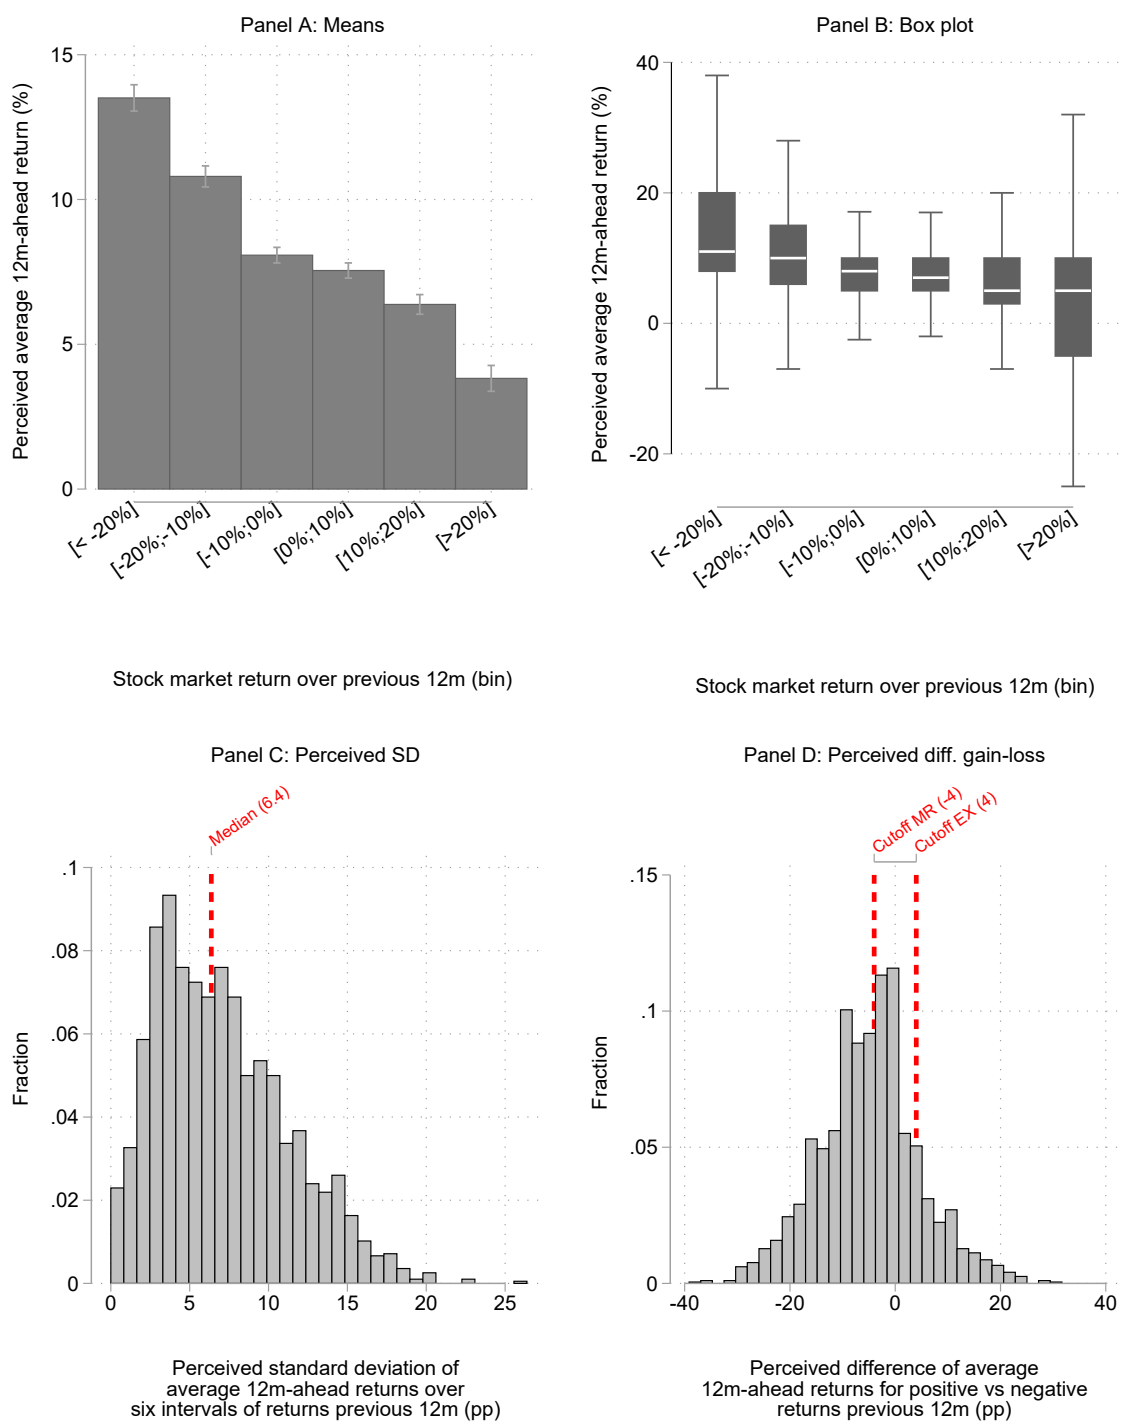 Panel A: Means
Perceived average 12m-ahead return (%)
15
10
5
0
[< -20%]
[-20%;-10%]
[-10%;0%]
[0%;10%]
[10%;20%]
[>20%]
Stock market return over previous 12m (bin)
Panel B: Box plot
Perceived average 12m-ahead return (%)
40
20
0
-20
[< -20%]
[-20%;-10%]
[-10%;0%]
[0%;10%]
[10%;20%]
[>20%]
Stock market return over previous 12m (bin)
Panel C: Perceived SD
Median (6.4)
Fraction
.1
.08
.06
.04
.02
0
0
5
10
15
20
25
Perceived standard deviation of
average 12m-ahead returns over
six intervals of returns previous 12m (pp)
Panel D: Perceived diff. gain-loss
Cutoff MR (-4)
Cutoff EX (4)
Fraction
.15
.1
.05
0
-40
-20
0
20
40
Perceived difference of average
12m-ahead returns for positive vs negative
returns previous 12m (pp)